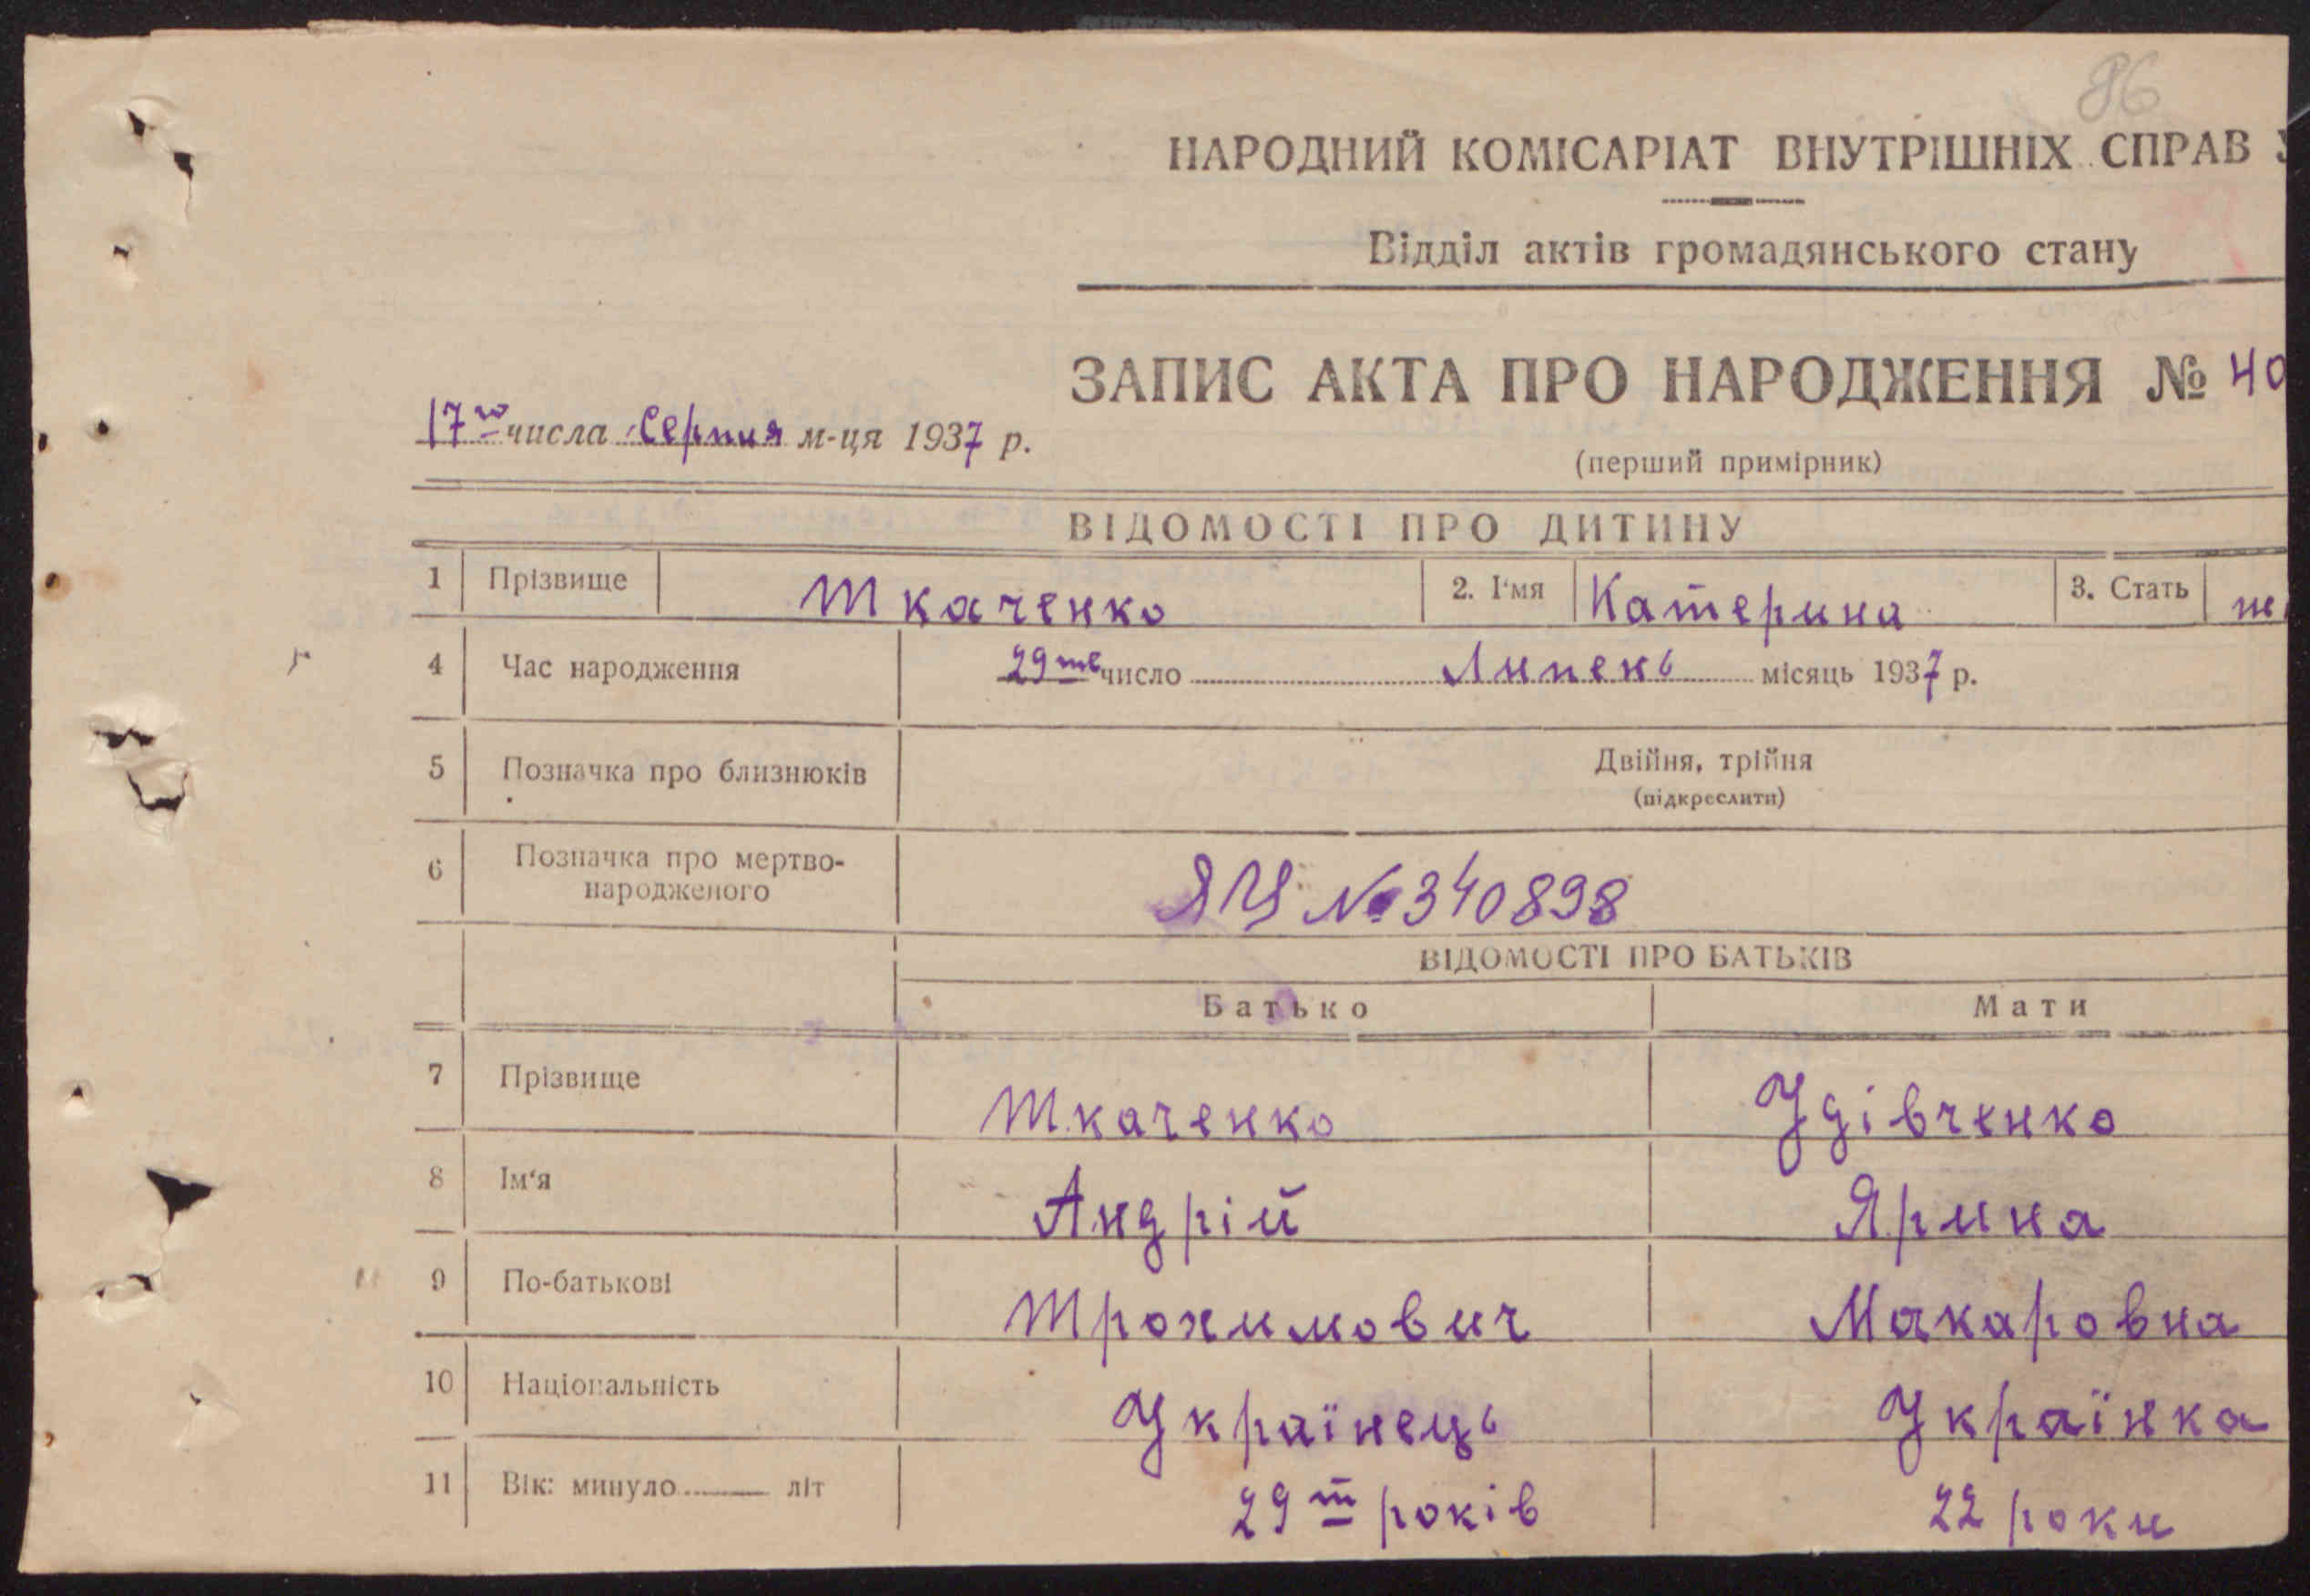 86
НАРОДНИЙ КОМІСАРІАТ ВНУТРІШНІХ СПРАВ
Відділ актів громадянського стану
ЗАПИС АКТА ПРО НАРОДЖЕННЯ № 40
17го числа Серпня м-ця 1937 р.
(перший примірник)
ВІДОМОСТІ ПРО ДИТИНУ
1 Прізвище Ткаченко 2. І'мя Катерина 3. Стать
4 Час народження 29те число Липень місяць 1937 р.
5 Позначка про близнюків Двійня, трійня
(підкреслити)
6 Позначка про мертво-
народженого
ЯЦ № 340898
ВІДОМОСТІ ПРО БАТЬКІВ
Батько Мати
7 Прізвище Ткаченко Удівченко
8 Ім'я Андрій Ярина
9 По-батькові Трохимович Макаровна
10 Національність Українець Українка
11 Вік: минуло літ 29т років 22 роки